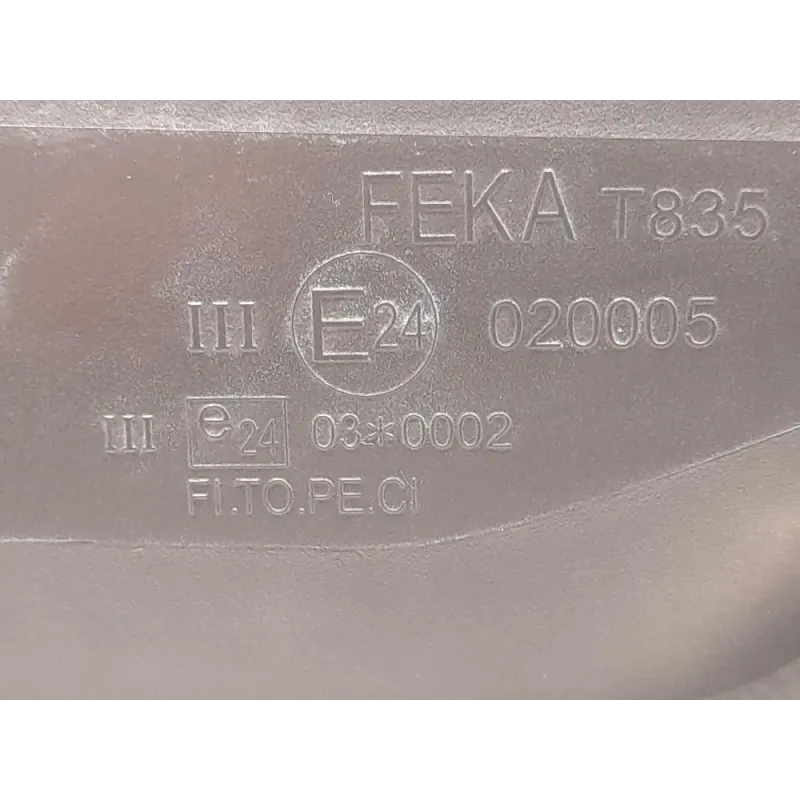 FEKA T835
III E24 020005
III e24 03*0002
FI.TO.PE.CI